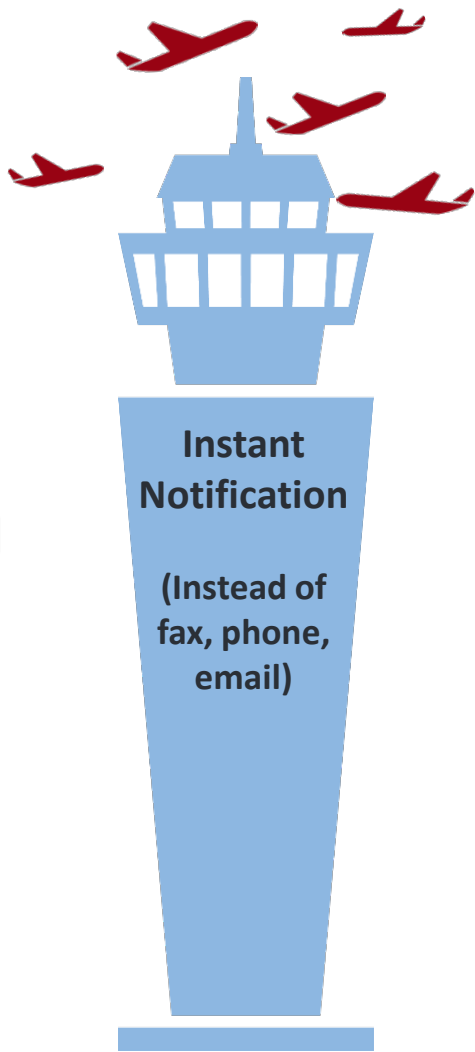 Instant
Notification
(Instead of
fax, phone,
email)